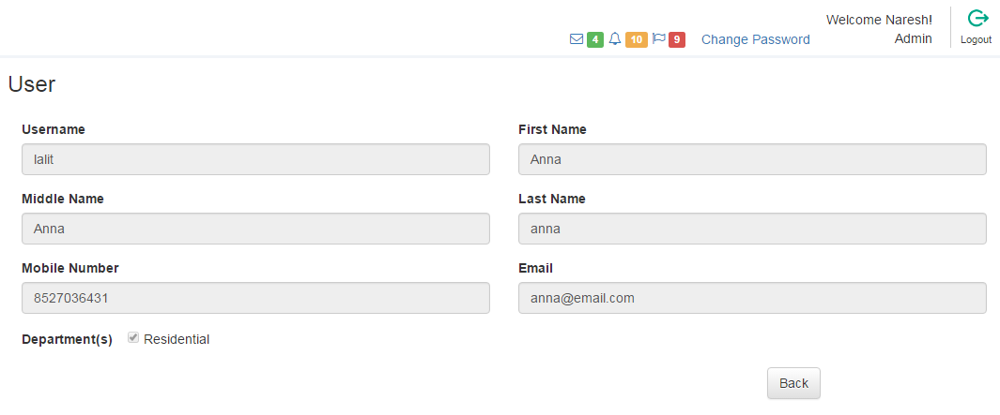 Welcome Naresh!
4 10 9 Change Password Admin Logout
User
Username First Name
lalit Anna
Middle Name Last Name
Anna anna
Mobile Number Email
8527036431 anna@email.com
Department(s) Residential
Back